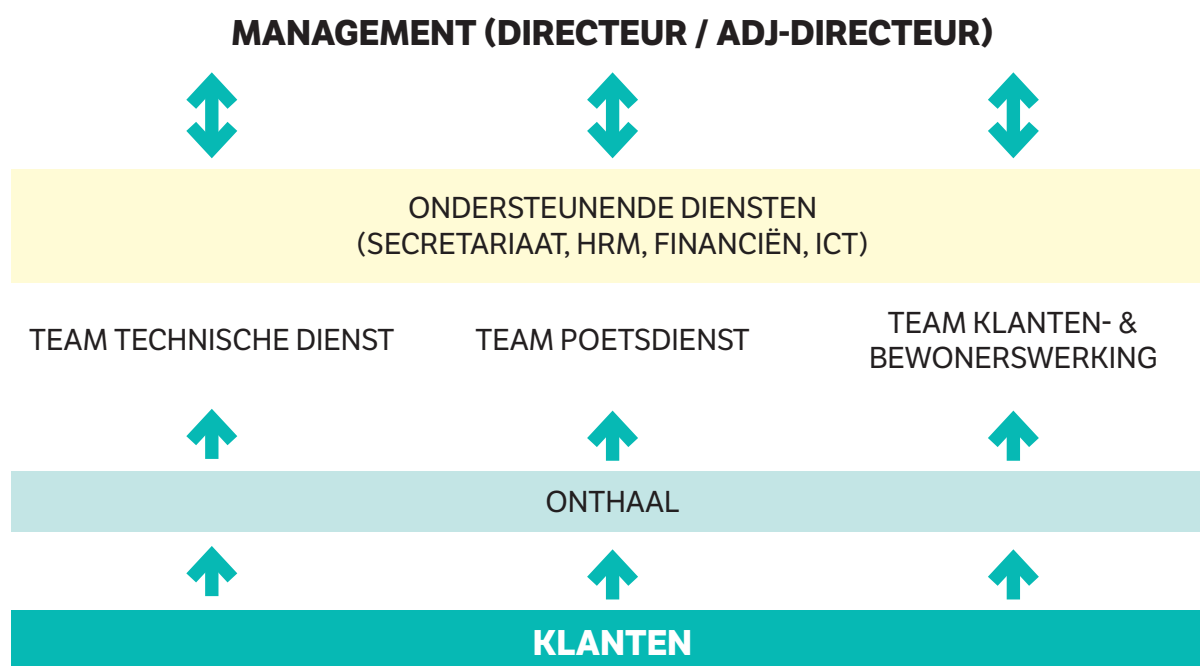 MANAGEMENT (DIRECTEUR / ADJ-DIRECTEUR)
ONDERSTEUNENDE DIENSTEN
(SECRETARIAAT, HRM, FINANCIËN, ICT)
TEAM TECHNISCHE DIENST
TEAM POETSDIENST
TEAM KLANTEN- &
BEWONERSWERKING
ONTHAAL
KLANTEN